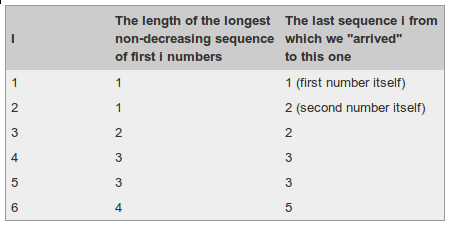 I The length of the longest non-decreasing sequence of first i numbers The last sequence i from which we "arrived" to this one
1 1 1 (first number itself)
2 1 2 (second number itself)
3 2 2
4 3 3
5 3 3
6 4 5